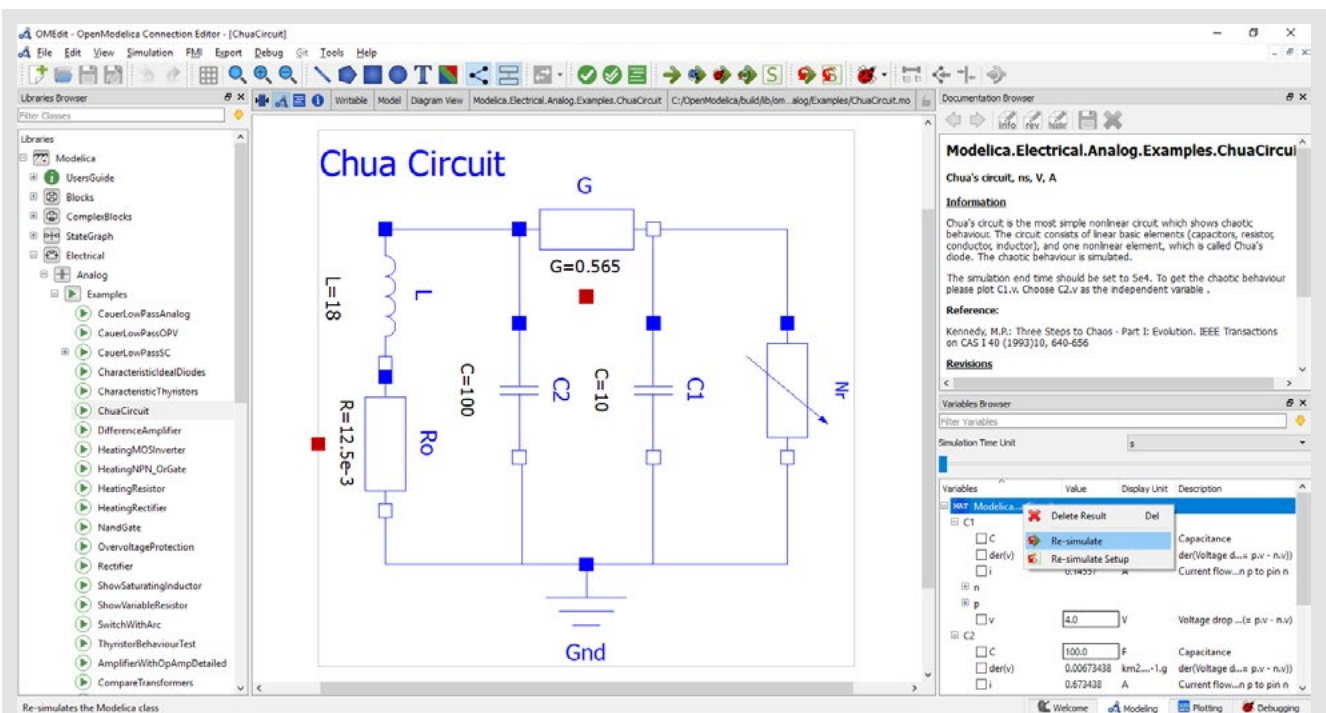 OMEdit - OpenModelica Connection Editor - [ChuaCircuit]
File Edit View Simulation FMI Export Debug Git Tools Help
Libraries Browser
Filter Classes
Libraries
Modelica
UsersGuide
Blocks
ComplexBlocks
StateGraph
Electrical
Analog
Examples
CauerLowPassAnalog
CauerLowPassOPV
CauerLowPassSC
CharacteristicIdealDiodes
CharacteristicThyristors
ChuaCircuit
DifferenceAmplifier
HeatingMOSInverter
HeatingNPN_OrGate
HeatingResistor
HeatingRectifier
NandGate
OvervoltageProtection
Rectifier
ShowSaturatingInductor
ShowVariableResistor
SwitchWithArc
ThyristorBehaviourTest
AmplifierWithOpAmpDetailed
CompareTransformers
Re-simulates the Modelica class
Writable Model Diagram View Modelica.Electrical.Analog.Examples.ChuaCircuit C:/OpenModelica/build/lib/om...alog/Examples/ChuaCircuit.mo
Chua Circuit
G
G=0.565
L=18
L
C=100
C2
C=10
C1
Nr
R=12.5e-3
Ro
Gnd
Documentation Browser
info rev
Modelica.Electrical.Analog.Examples.ChuaCircui
Chua's circuit, ns, V, A
Information
Chua's circuit is the most simple nonlinear circuit which shows chaotic
behaviour. The circuit consists of linear basic elements (capacitors, resistor,
conductor, inductor), and one nonlinear element, which is called Chua's
diode. The chaotic behaviour is simulated.
The simulation end time should be set to 5e4. To get the chaotic behaviour
please plot C1.v. Choose C2.v as the independent variable .
Reference:
Kennedy, M.P.: Three Steps to Chaos - Part I: Evolution. IEEE Transactions
on CAS I 40 (1993)10, 640-656
Revisions
Variables Browser
Filter Variables
Simulation Time Unit s
Variables Value Display Unit Description
MAT Modelica...
Delete Result Del
Re-simulate
Re-simulate Setup
C1
C Capacitance
der(v) der(Voltage d...= p.v - n.v))
i 0.14557 A Current flow...n p to pin n
n
p
v 4.0 V Voltage drop ...(= p.v - n.v)
C2
C 100.0 F Capacitance
der(v) 0.00673438 km2....-1.g der(Voltage d...= p.v - n.v))
i 0.673438 A Current flow...n p to pin n
Welcome Modeling Plotting Debugging